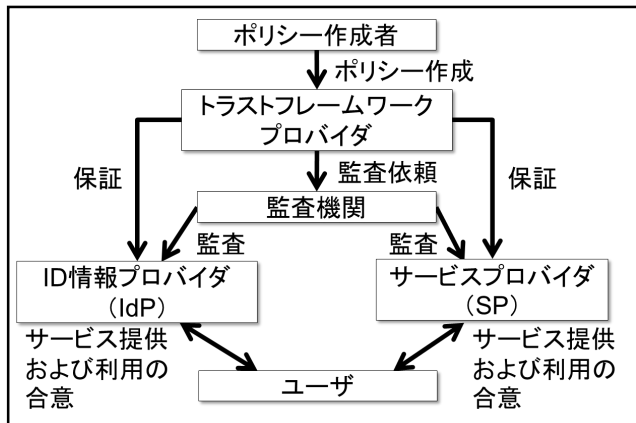 ポリシー作成者
ポリシー作成
トラストフレームワーク
プロバイダ
保証
監査依頼
保証
監査機関
監査
監査
ID情報プロバイダ
（IdP）
サービスプロバイダ
（SP）
サービス提供
および利用の
合意
サービス提供
および利用の
合意
ユーザ